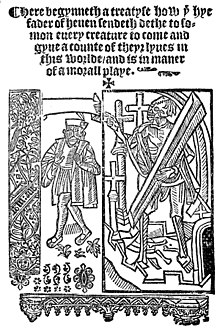 Here begynneth a treatyse how yͤ hye
fader of heuen sendeth dethe to so-
mon euery creature to come and
gyue a counte of theyr lyues in
this worlde/ and is in maner
of a morall playe.